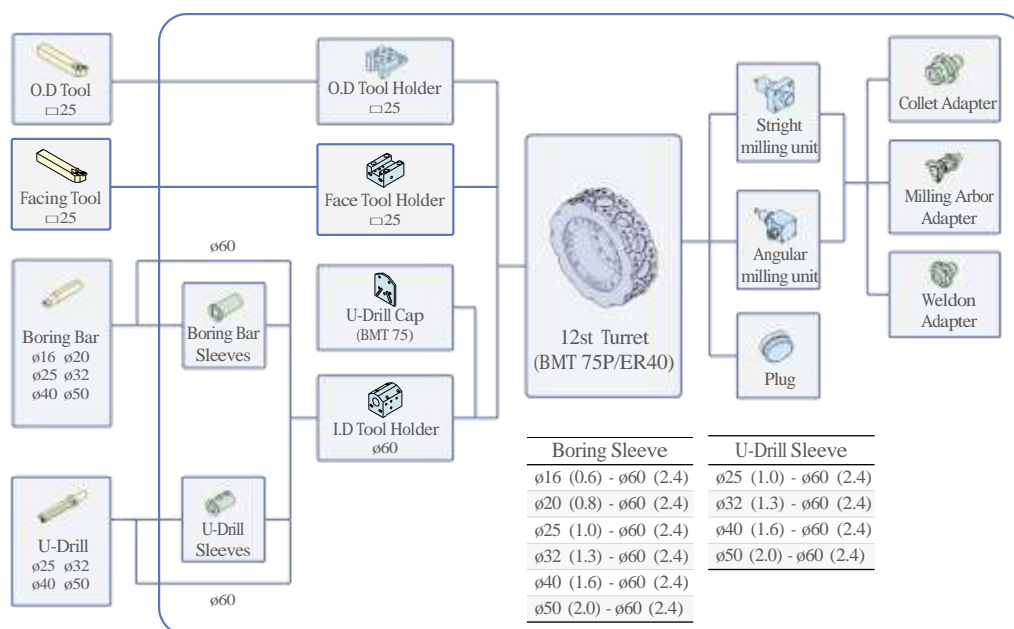 O.D Tool
□25
O.D Tool Holder
□25
Facing Tool
□25
Face Tool Holder
□25
ø60
Boring Bar
ø16 ø20
ø25 ø32
ø40 ø50
Boring Bar
Sleeves
U-Drill Cap
(BMT 75)
I.D Tool Holder
ø60
U-Drill
ø25 ø32
ø40 ø50
U-Drill
Sleeves
ø60
12st Turret
(BMT 75P/ER40)
Stright
milling unit
Angular
milling unit
Plug
Collet Adapter
Milling Arbor
Adapter
Weldon
Adapter
Boring Sleeve
ø16 (0.6) - ø60 (2.4)
ø20 (0.8) - ø60 (2.4)
ø25 (1.0) - ø60 (2.4)
ø32 (1.3) - ø60 (2.4)
ø40 (1.6) - ø60 (2.4)
ø50 (2.0) - ø60 (2.4)
U-Drill Sleeve
ø25 (1.0) - ø60 (2.4)
ø32 (1.3) - ø60 (2.4)
ø40 (1.6) - ø60 (2.4)
ø50 (2.0) - ø60 (2.4)